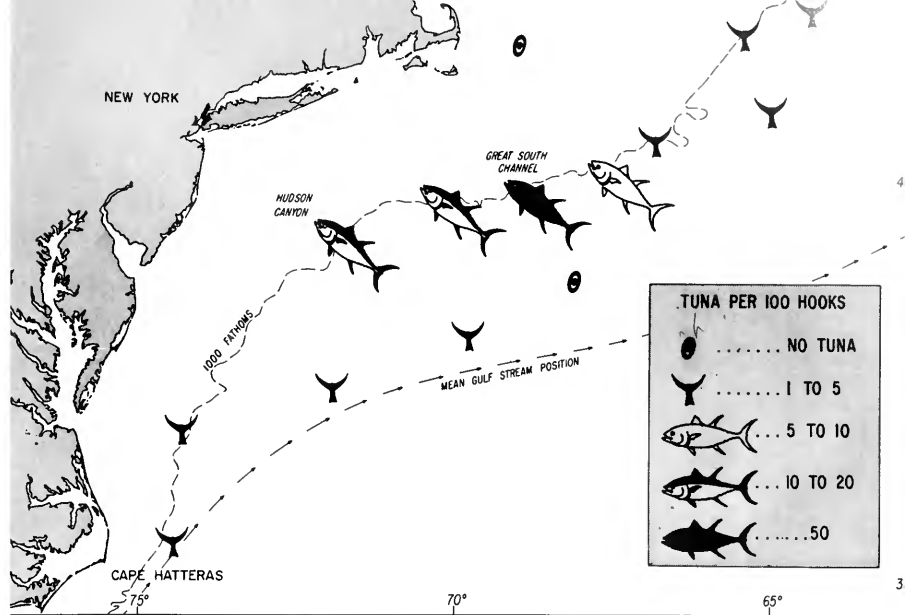 NEW YORK
GREAT SOUTH
CHANNEL
HUDSON
CANYON
4
1000 FATHOMS
MEAN GULF STREAM POSITION
TUNA PER 100 HOOKS
....... NO TUNA
....... 1 TO 5
... 5 TO 10
... 10 TO 20
....... 50
CAPE HATTERAS
3
75°
70°
65°